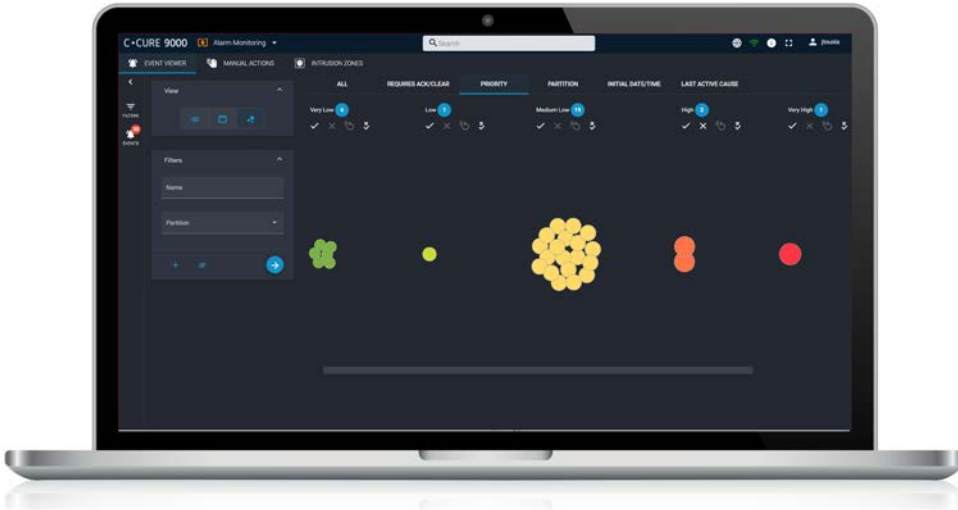 C•CURE 9000 Alarm Monitoring Search
EVENT VIEWER MANUAL ACTIONS INTRUSION ZONES
View
ALL REQUIRES ACK/CLEAR PRIORITY PARTITION INITIAL DATE/TIME LAST ACTIVE CAUSE
Very Low 6 Low 1 Medium Low 19 High 2 Very High 1
FILTERS
EVENTS
Filters
Name
Partition